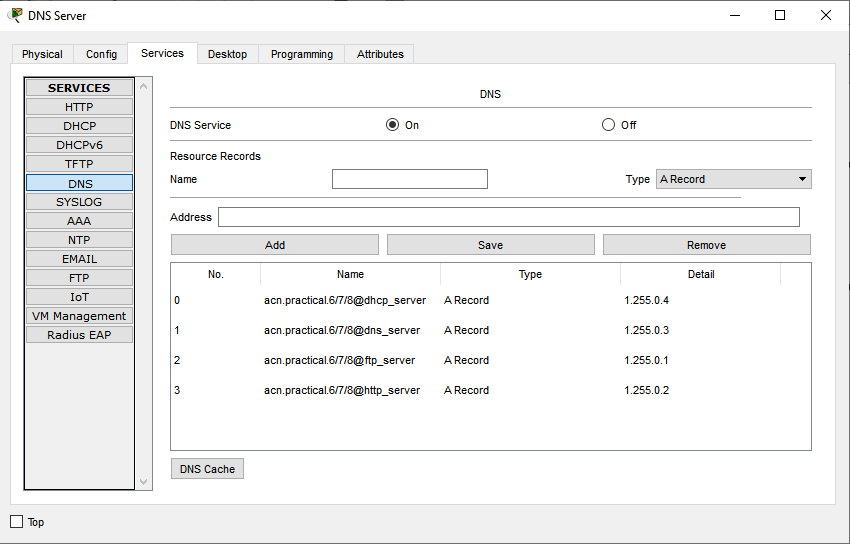 DNS Server
Physical Config Services Desktop Programming Attributes
SERVICES
HTTP
DHCP
DHCPv6
TFTP
DNS
SYSLOG
AAA
NTP
EMAIL
FTP
IoT
VM Management
Radius EAP
DNS
DNS Service On Off
Resource Records
Name Type A Record
Address
Add Save Remove
No. Name Type Detail
0 acn.practical.6/7/8@dhcp_server A Record 1.255.0.4
1 acn.practical.6/7/8@dns_server A Record 1.255.0.3
2 acn.practical.6/7/8@ftp_server A Record 1.255.0.1
3 acn.practical.6/7/8@http_server A Record 1.255.0.2
DNS Cache
Top